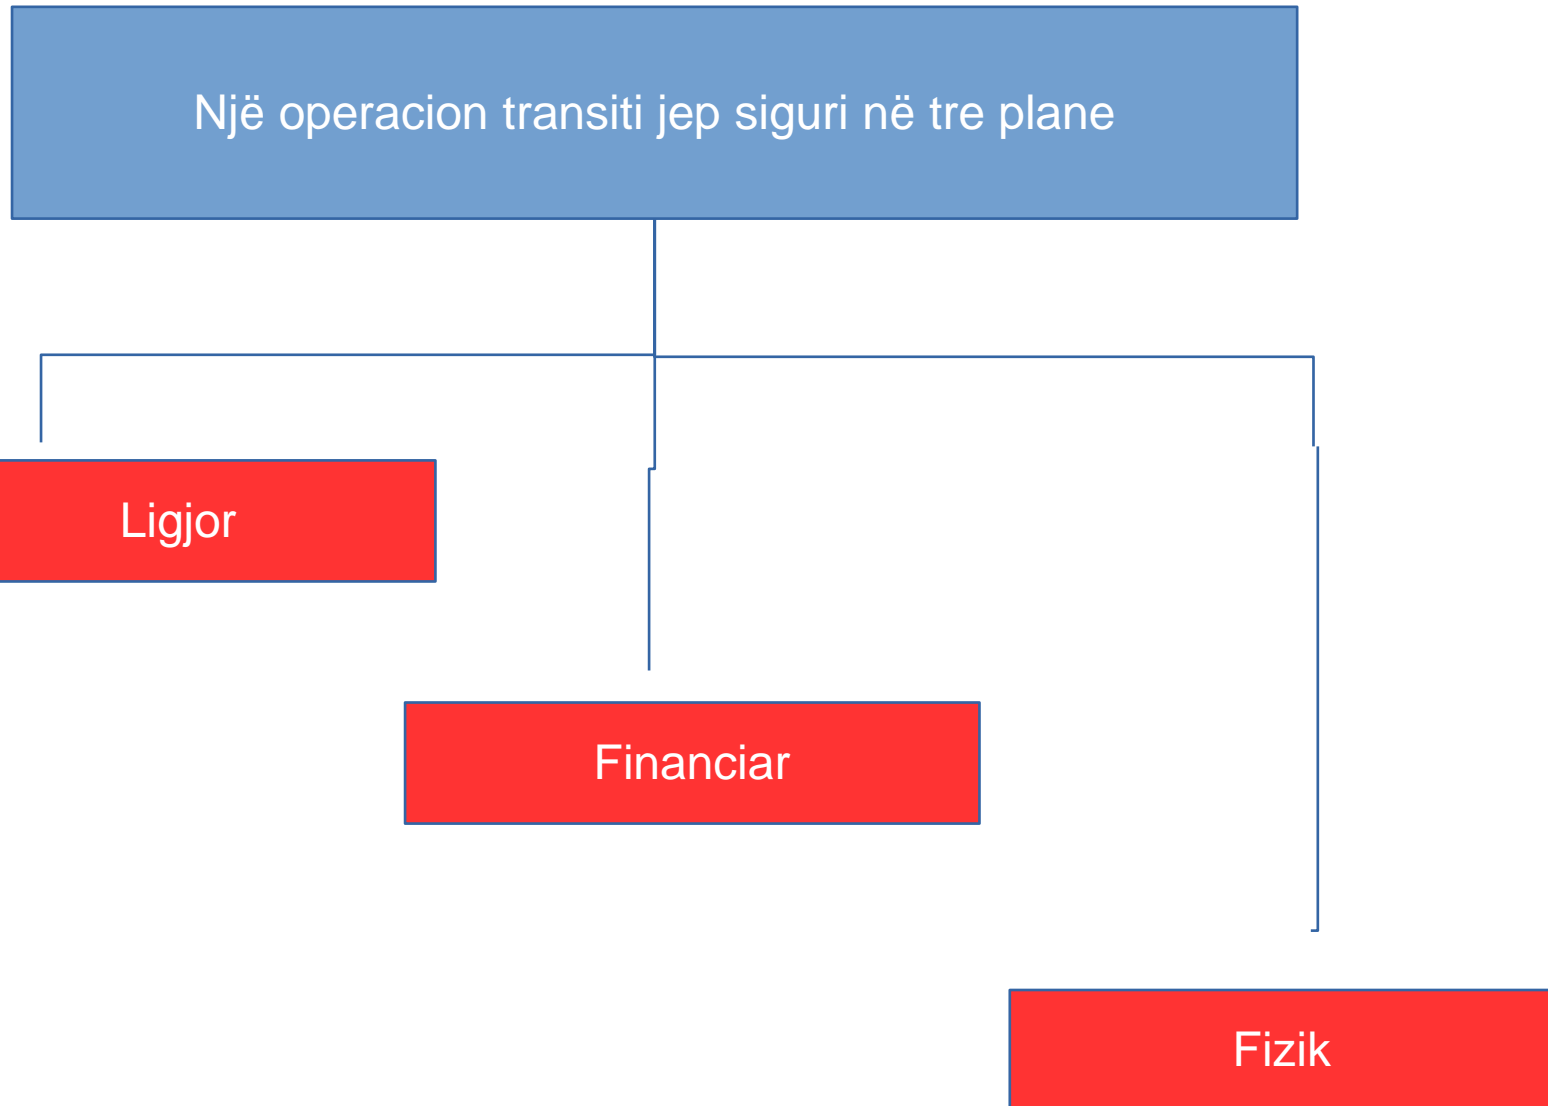 Një operacion transiti jep siguri në tre plane
Ligjor
Financiar
Fizik